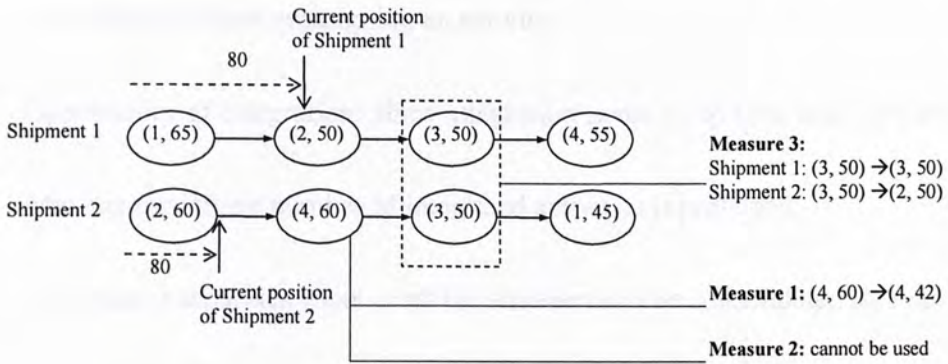 Current position
of Shipment 1
80
Shipment 1
(1, 65)
(2, 50)
(3, 50)
(4, 55)
Measure 3:
Shipment 1: (3, 50) →(3, 50)
Shipment 2: (3, 50) →(2, 50)
Shipment 2
(2, 60)
(4, 60)
(3, 50)
(1, 45)
80
Current position
of Shipment 2
Measure 1: (4, 60) →(4, 42)
Measure 2: cannot be used